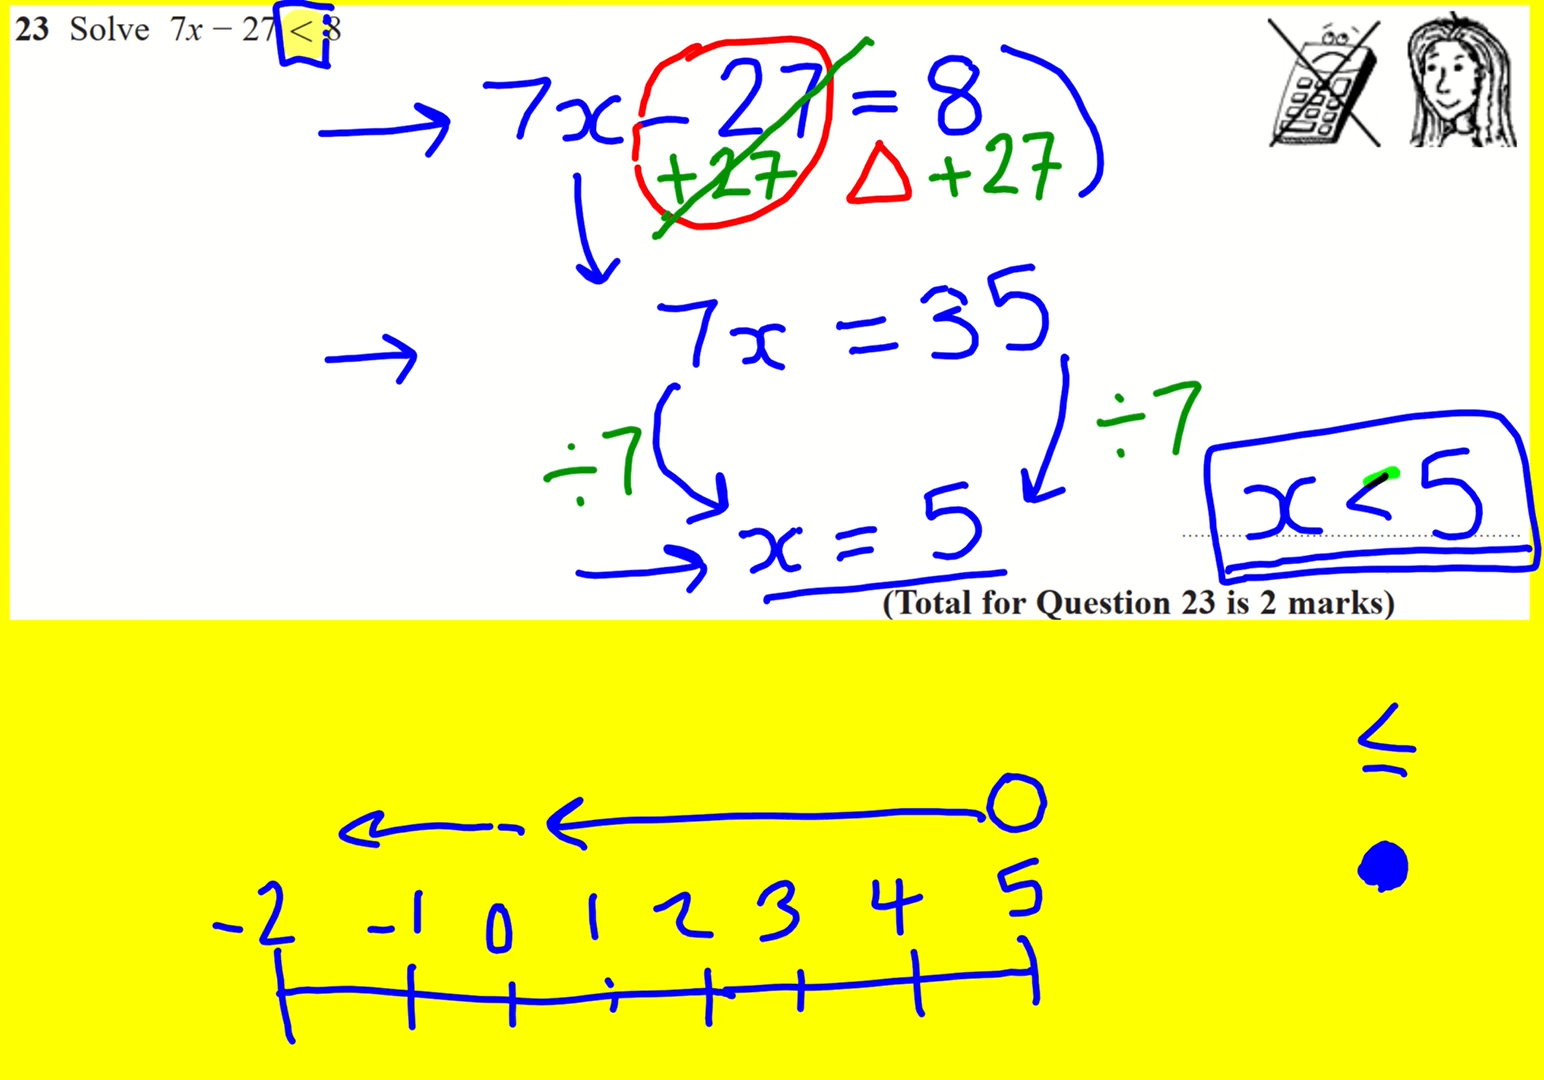 23 Solve 7x − 27 < 8
7x − 27 = 8
+27 +27
7x = 35
÷7 ÷7
x = 5
x < 5
(Total for Question 23 is 2 marks)
≤
-2 -1 0 1 2 3 4 5